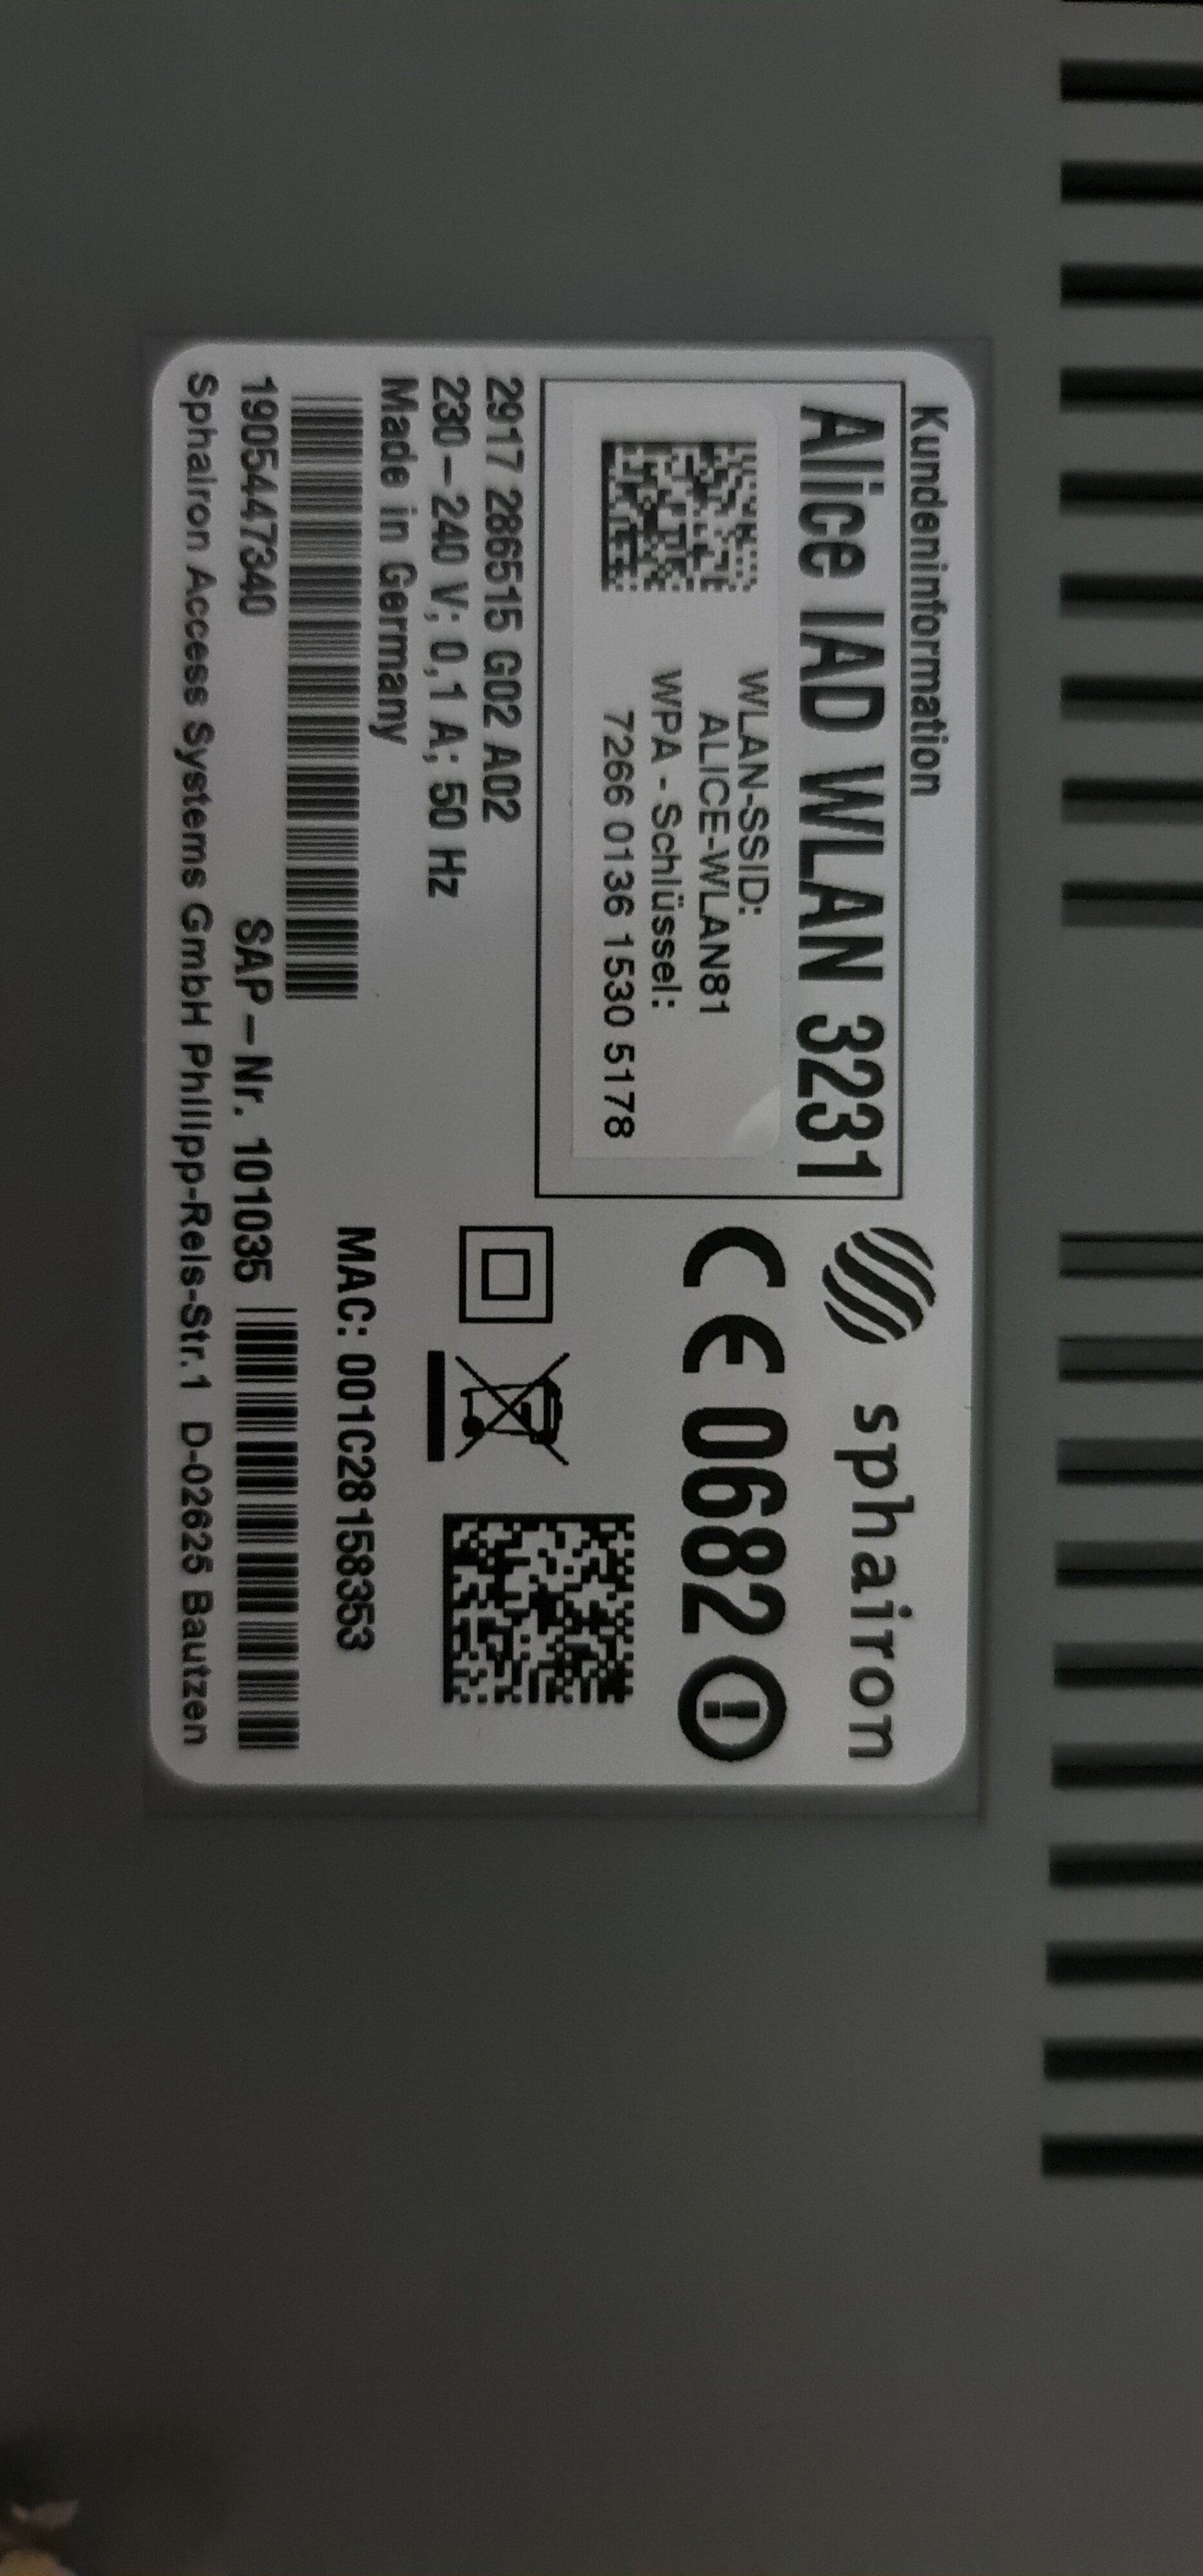 Kundeninformation
Alice IAD WLAN 3231
WLAN-SSID:
ALICE-WLAN81
WPA - Schlüssel:
7266 0136 1530 5178
sphairon
CE 0682
2917 286515 G02 A02
230-240 V; 0,1 A; 50 Hz
Made in Germany
MAC: 001C28158353
1905447340
SAP-Nr. 101035
Sphairon Access Systems GmbH Philipp-Reis-Str.1 D-02625 Bautzen